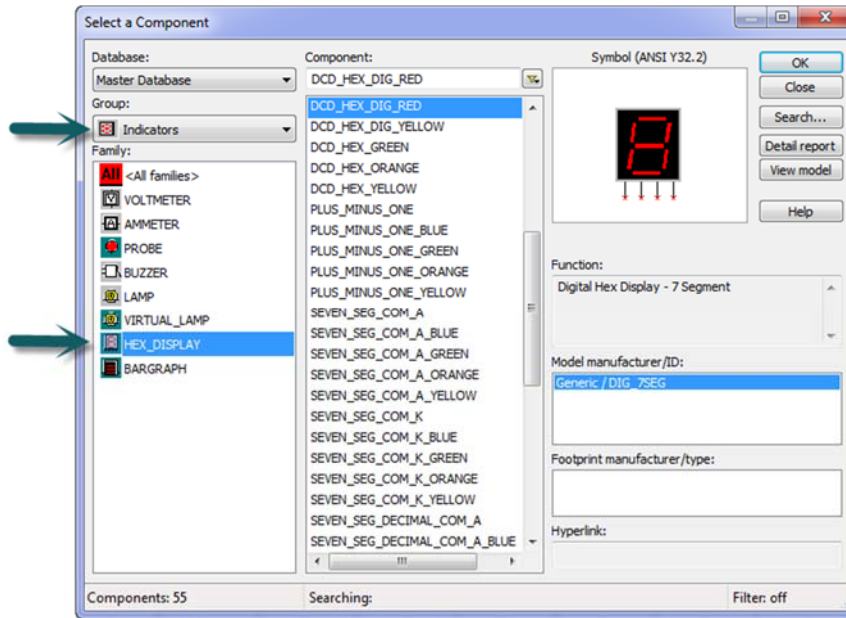 Select a Component
Database:
Master Database
Group:
Indicators
Family:
All <All families>
VOLTMETER
AMMETER
PROBE
BUZZER
LAMP
VIRTUAL_LAMP
HEX_DISPLAY
BARGRAPH
Component:
DCD_HEX_DIG_RED
DCD_HEX_DIG_RED
DCD_HEX_DIG_YELLOW
DCD_HEX_GREEN
DCD_HEX_ORANGE
DCD_HEX_YELLOW
PLUS_MINUS_ONE
PLUS_MINUS_ONE_BLUE
PLUS_MINUS_ONE_GREEN
PLUS_MINUS_ONE_ORANGE
PLUS_MINUS_ONE_YELLOW
SEVEN_SEG_COM_A
SEVEN_SEG_COM_A_BLUE
SEVEN_SEG_COM_A_GREEN
SEVEN_SEG_COM_A_ORANGE
SEVEN_SEG_COM_A_YELLOW
SEVEN_SEG_COM_K
SEVEN_SEG_COM_K_BLUE
SEVEN_SEG_COM_K_GREEN
SEVEN_SEG_COM_K_ORANGE
SEVEN_SEG_COM_K_YELLOW
SEVEN_SEG_DECIMAL_COM_A
SEVEN_SEG_DECIMAL_COM_A_BLUE
Symbol (ANSI Y32.2)
8
Function:
Digital Hex Display - 7 Segment
Model manufacturer/ID:
Generic / DIG_7SEG
Footprint manufacturer/type:
Hyperlink:
OK
Close
Search...
Detail report
View model
Help
Components: 55
Searching:
Filter: off